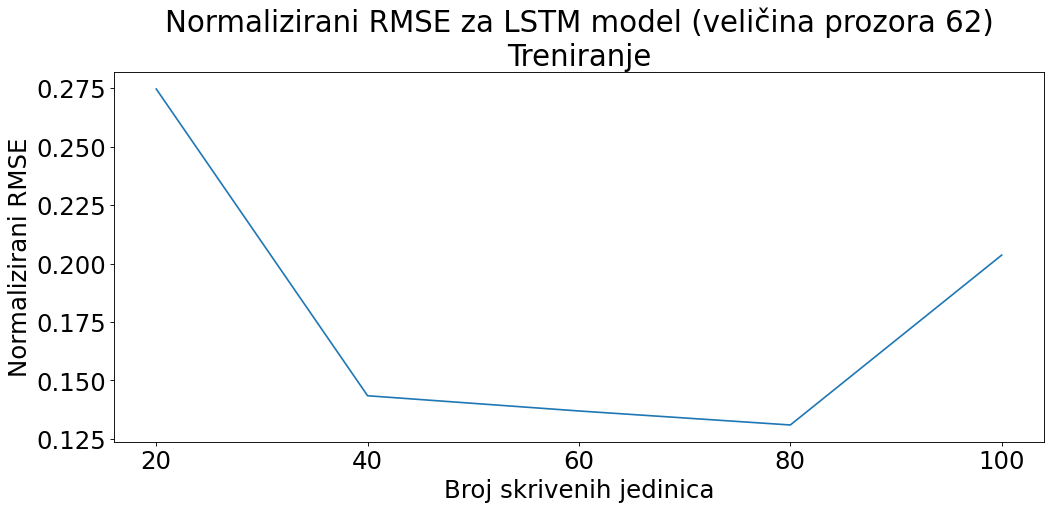 Normalizirani RMSE za LSTM model (veličina prozora 62)
Treniranje
Normalizirani RMSE
0.275
0.250
0.225
0.200
0.175
0.150
0.125
20 40 60 80 100
Broj skrivenih jedinica